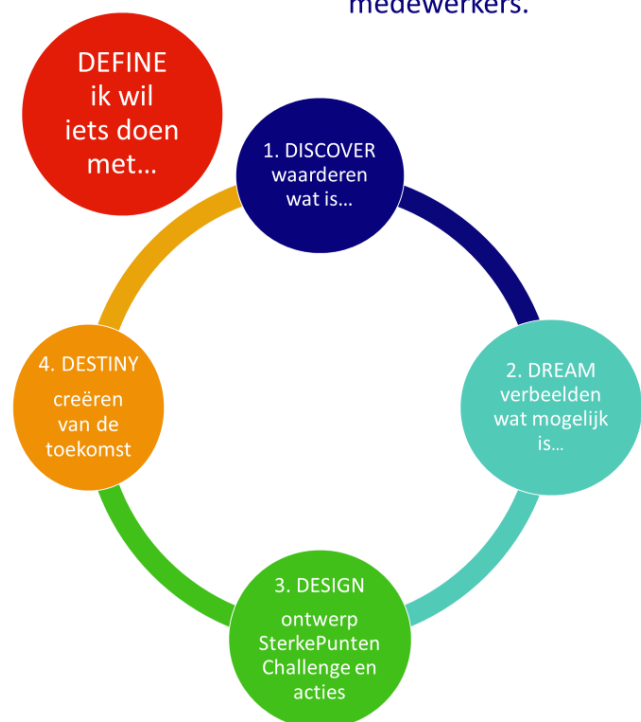 medewerkers.
DEFINE
ik wil
iets doen
met...
1. DISCOVER
waarderen
wat is...
2. DREAM
verbeelden
wat mogelijk
is...
3. DESIGN
ontwerp
SterkePunten
Challenge en
acties
4. DESTINY
creëren
van de
toekomst